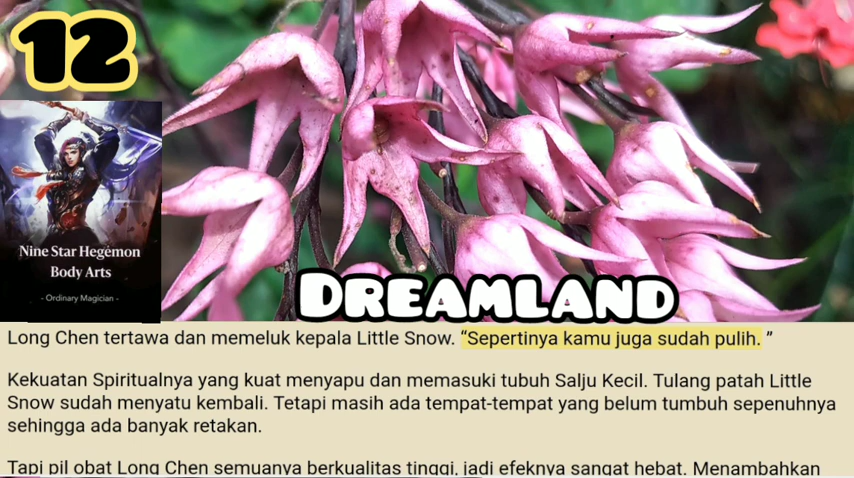 12
Nine Star Hegemon
Body Arts
- Ordinary Magician -
DREAMLAND
Long Chen tertawa dan memeluk kepala Little Snow. “Sepertinya kamu juga sudah pulih. ”
Kekuatan Spiritualnya yang kuat menyapu dan memasuki tubuh Salju Kecil. Tulang patah Little
Snow sudah menyatu kembali. Tetapi masih ada tempat-tempat yang belum tumbuh sepenuhnya
sehingga ada banyak retakan.
Tapi pil obat Long Chen semuanya berkualitas tinggi, jadi efeknya sangat hebat. Menambahkan